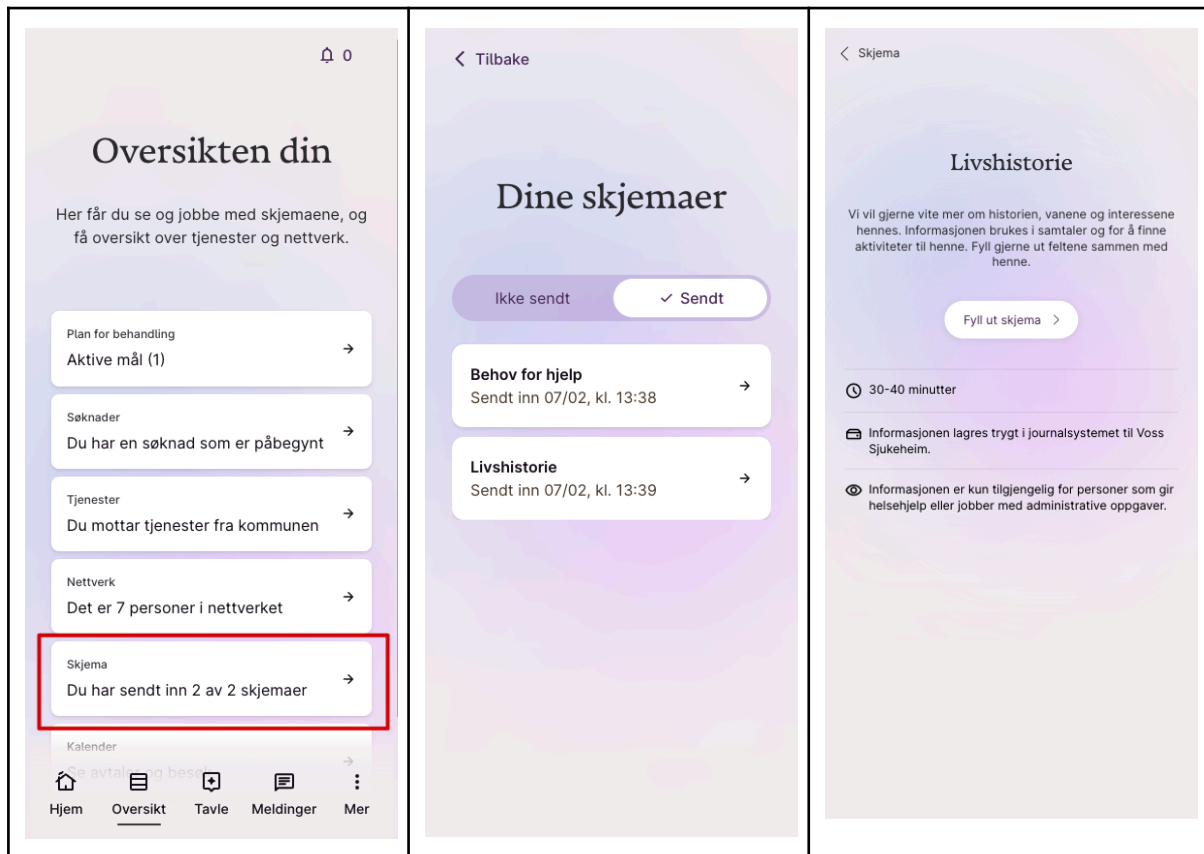 0
Oversikten din
Her får du se og jobbe med skjemaene, og
få oversikt over tjenester og nettverk.
Plan for behandling
Aktive mål (1)
Søknader
Du har en søknad som er påbegynt
Tjenester
Du mottar tjenester fra kommunen
Nettverk
Det er 7 personer i nettverket
Skjema
Du har sendt inn 2 av 2 skjemaer
Kalender
Se avtaler og besøk
Hjem
Oversikt
Tavle
Meldinger
Mer
Tilbake
Dine skjemaer
Ikke sendt
Sendt
Behov for hjelp
Sendt inn 07/02, kl. 13:38
Livshistorie
Sendt inn 07/02, kl. 13:39
Skjema
Livshistorie
Vi vil gjerne vite mer om historien, vanene og interessene
hennes. Informasjonen brukes i samtaler og for å finne
aktiviteter til henne. Fyll gjerne ut feltene sammen med
henne.
Fyll ut skjema
30-40 minutter
Informasjonen lagres trygt i journalsystemet til Voss
Sjukeheim.
Informasjonen er kun tilgjengelig for personer som gir
helsehjelp eller jobber med administrative oppgaver.